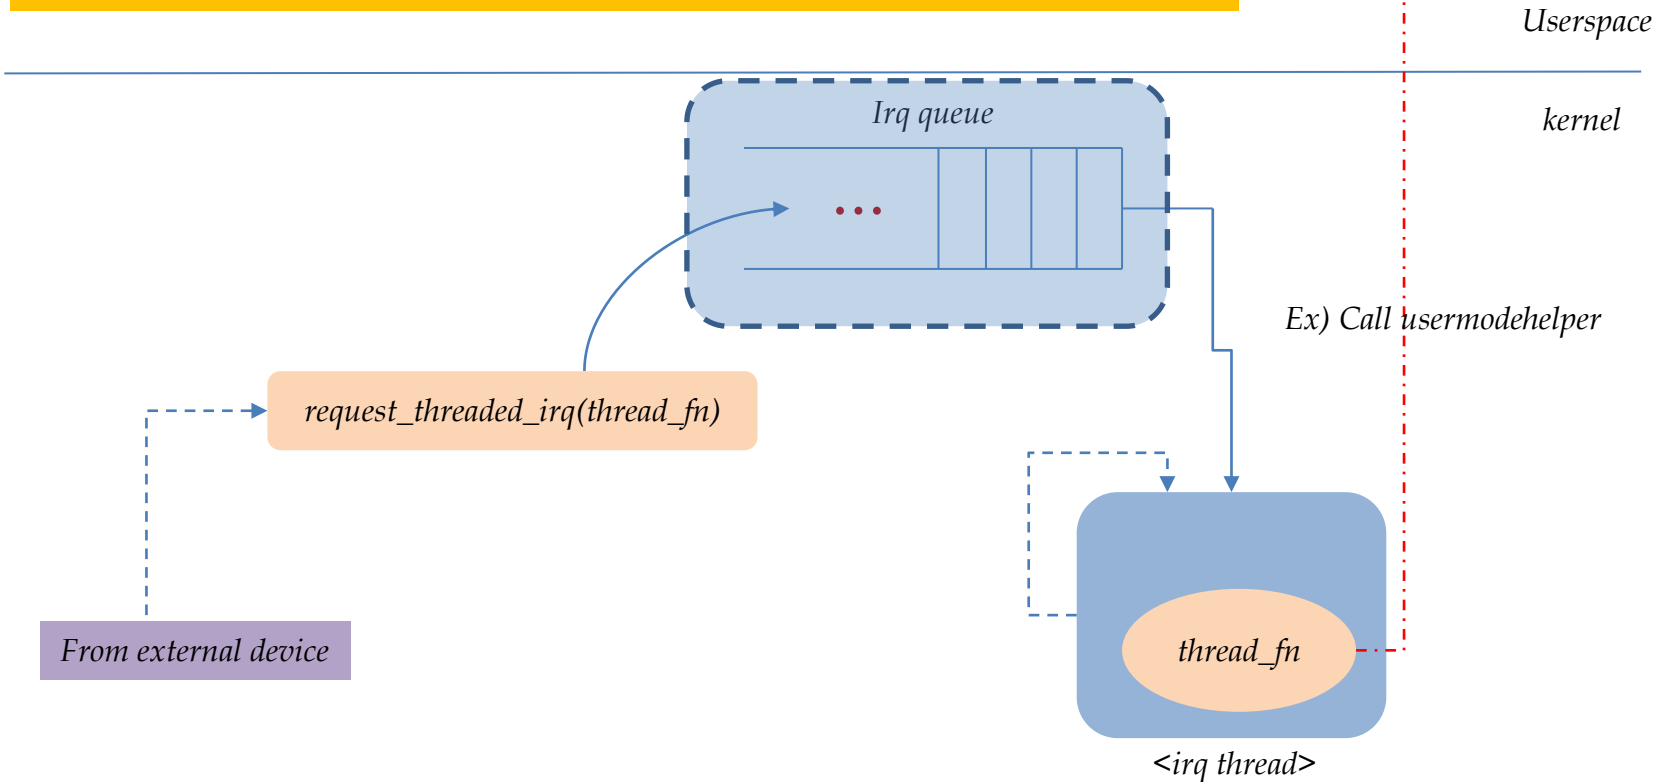 Userspace
Irq queue
kernel
Ex) Call usermodehelper
request_threaded_irq(thread_fn)
From external device
thread_fn
<irq thread>